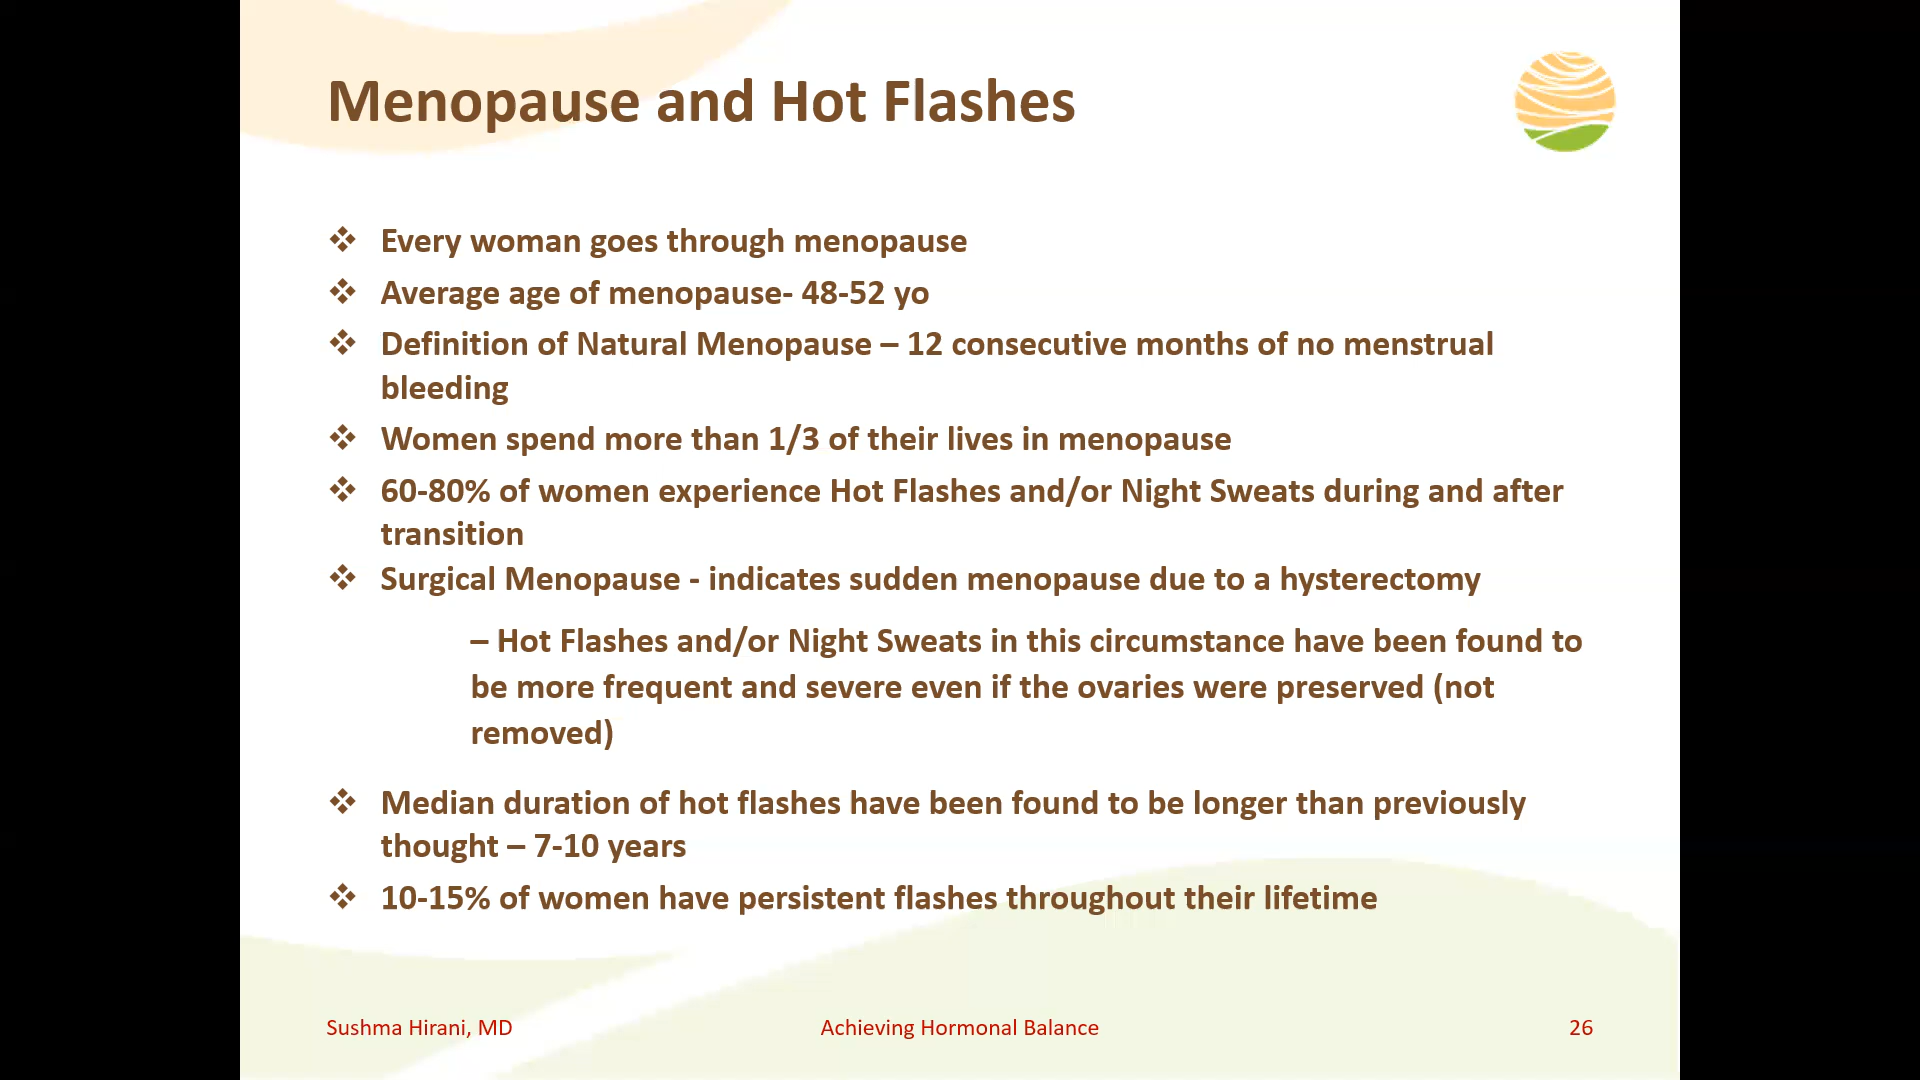 Menopause and Hot Flashes
❖ Every woman goes through menopause
❖ Average age of menopause- 48-52 yo
❖ Definition of Natural Menopause – 12 consecutive months of no menstrual
bleeding
❖ Women spend more than 1/3 of their lives in menopause
❖ 60-80% of women experience Hot Flashes and/or Night Sweats during and after
transition
❖ Surgical Menopause - indicates sudden menopause due to a hysterectomy
– Hot Flashes and/or Night Sweats in this circumstance have been found to
be more frequent and severe even if the ovaries were preserved (not
removed)
❖ Median duration of hot flashes have been found to be longer than previously
thought – 7-10 years
❖ 10-15% of women have persistent flashes throughout their lifetime
Sushma Hirani, MD
Achieving Hormonal Balance
26